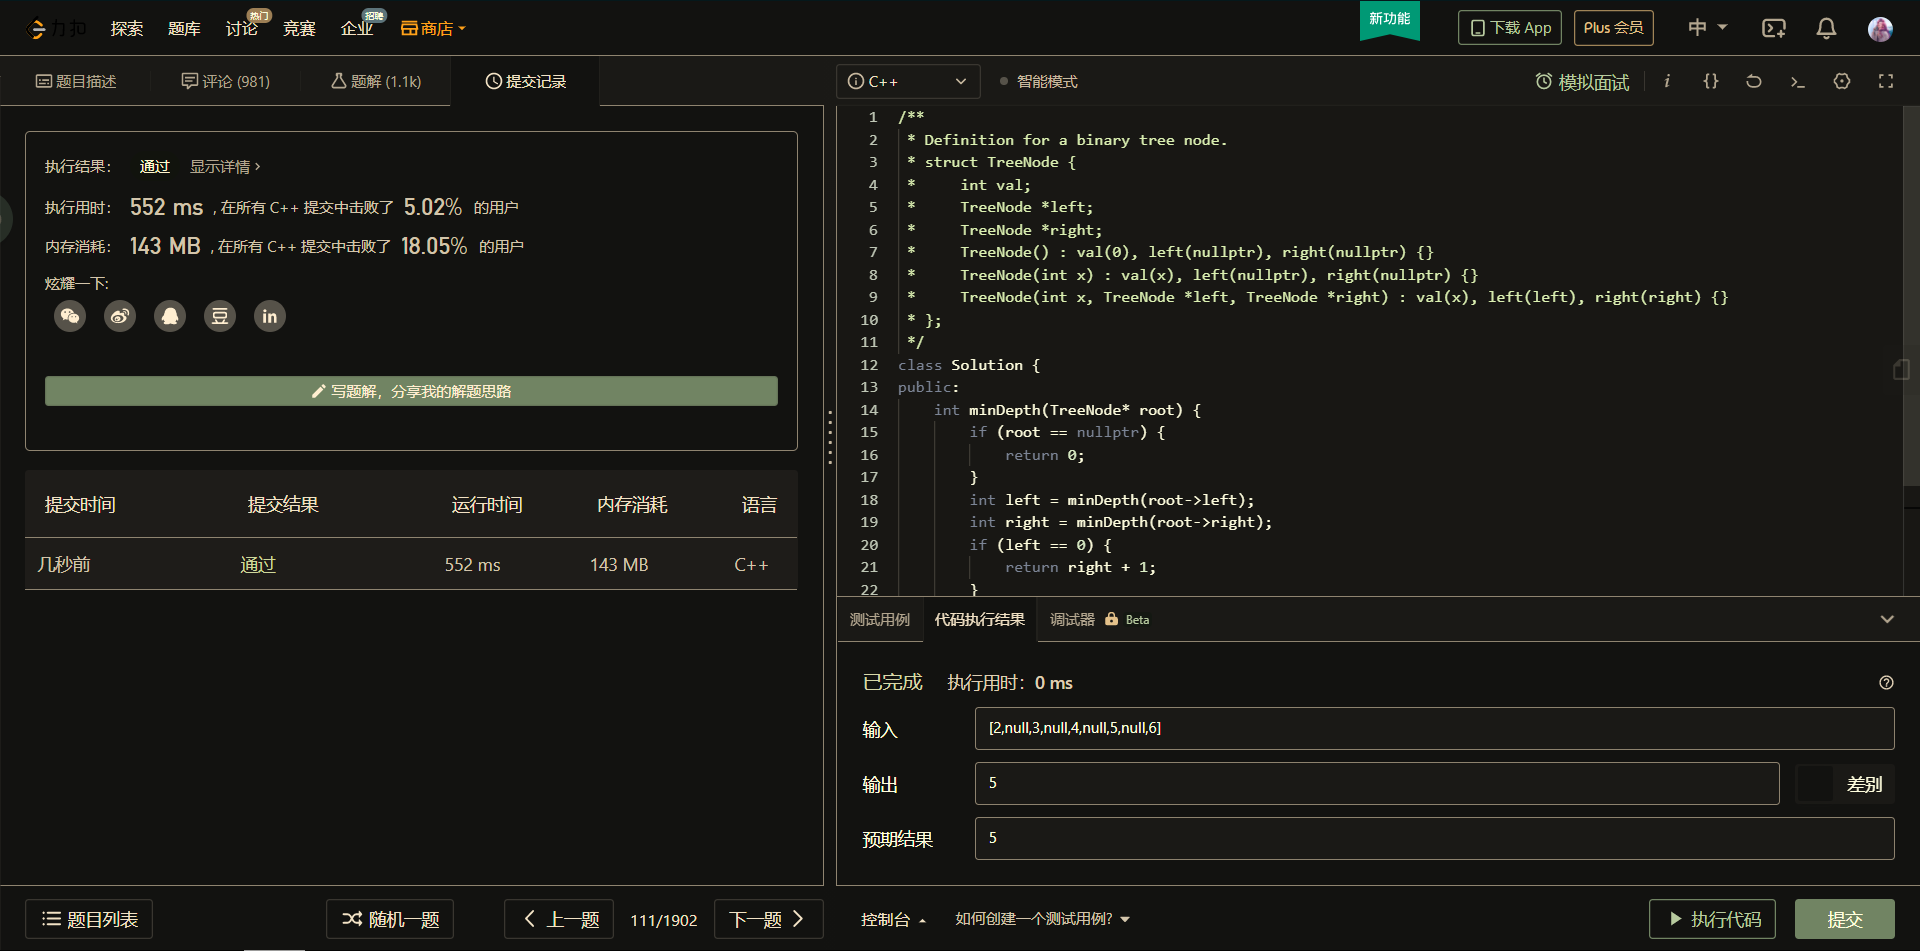 力扣 探索 题库 讨论 热门 竞赛 企业 招聘 商店 新功能 下载 App Plus 会员 中
题目描述 评论 (981) 题解 (1.1k) 提交记录
执行结果： 通过 显示详情 >
执行用时： 552 ms , 在所有 C++ 提交中击败了 5.02% 的用户
内存消耗： 143 MB , 在所有 C++ 提交中击败了 18.05% 的用户
炫耀一下:
豆 in
写题解，分享我的解题思路
提交时间 提交结果 运行时间 内存消耗 语言
几秒前 通过 552 ms 143 MB C++
C++ 智能模式 模拟面试 i {} >_
1 /**
2 * Definition for a binary tree node.
3 * struct TreeNode {
4 *     int val;
5 *     TreeNode *left;
6 *     TreeNode *right;
7 *     TreeNode() : val(0), left(nullptr), right(nullptr) {}
8 *     TreeNode(int x) : val(x), left(nullptr), right(nullptr) {}
9 *     TreeNode(int x, TreeNode *left, TreeNode *right) : val(x), left(left), right(right) {}
10 * };
11 */
12 class Solution {
13 public:
14     int minDepth(TreeNode* root) {
15         if (root == nullptr) {
16             return 0;
17         }
18         int left = minDepth(root->left);
19         int right = minDepth(root->right);
20         if (left == 0) {
21             return right + 1;
22         }
测试用例 代码执行结果 调试器 Beta
已完成 执行用时：0 ms
输入 [2,null,3,null,4,null,5,null,6]
输出 5 差别
预期结果 5
题目列表 随机一题 上一题 111/1902 下一题 控制台 如何创建一个测试用例? 执行代码 提交